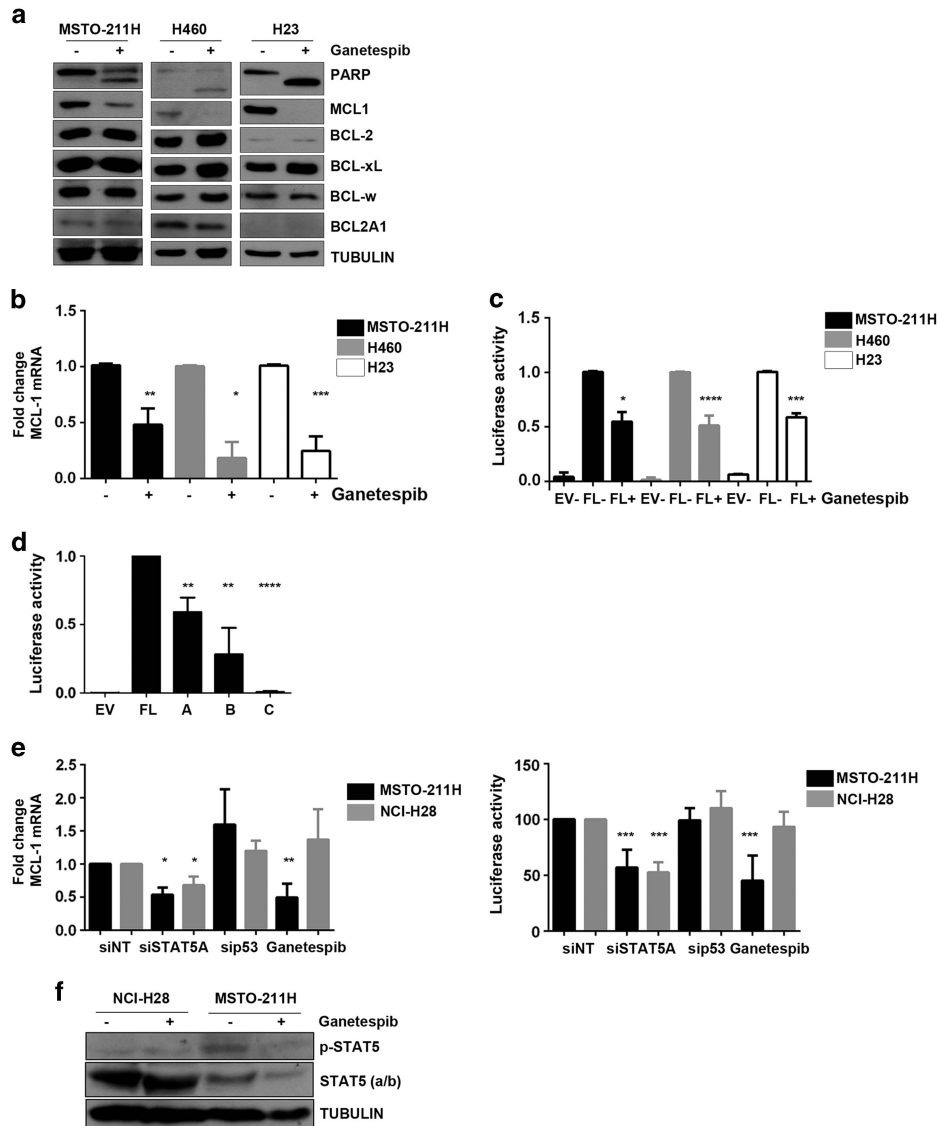 a
MSTO-211H H460 H23
- + - + - + Ganetespib
PARP
MCL1
BCL-2
BCL-xL
BCL-w
BCL2A1
TUBULIN
b
Fold change
MCL-1 mRNA
1.5
1.0
0.5
0.0
** * ***
- + - + - + Ganetespib
MSTO-211H
H460
H23
c
Luciferase activity
1.5
1.0
0.5
0.0
* **** ***
EV- FL- FL+ EV- FL- FL+ EV- FL- FL+ Ganetespib
MSTO-211H
H460
H23
d
Luciferase activity
1.0
0.5
0.0
** ** ****
EV FL A B C
e
Fold change
MCL-1 mRNA
2.5
2.0
1.5
1.0
0.5
0.0
* * **
siNT siSTAT5A sip53 Ganetespib
MSTO-211H
NCI-H28
Luciferase activity
150
100
50
0
*** *** ***
siNT siSTAT5A sip53 Ganetespib
MSTO-211H
NCI-H28
f
NCI-H28 MSTO-211H
- + - + Ganetespib
p-STAT5
STAT5 (a/b)
TUBULIN